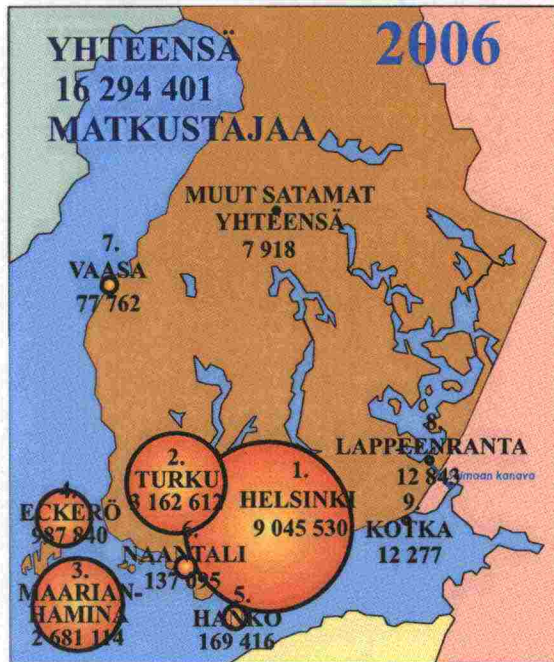 YHTEENSÄ
16 294 401
MATKUSTAJAA
2006
MUUT SATAMAT
YHTEENSÄ
7 918
7.
VAASA
77 762
8.
LAPPEENRANTA
12 843
Saimaan kanava
9.
KOTKA
12 277
2.
TURKU
3 162 612
1.
HELSINKI
9 045 530
4.
ECKERÖ
987 840
6.
NAANTALI
137 095
3.
MAARIAN-
HAMINA
2 681 114
5.
HANKO
169 416